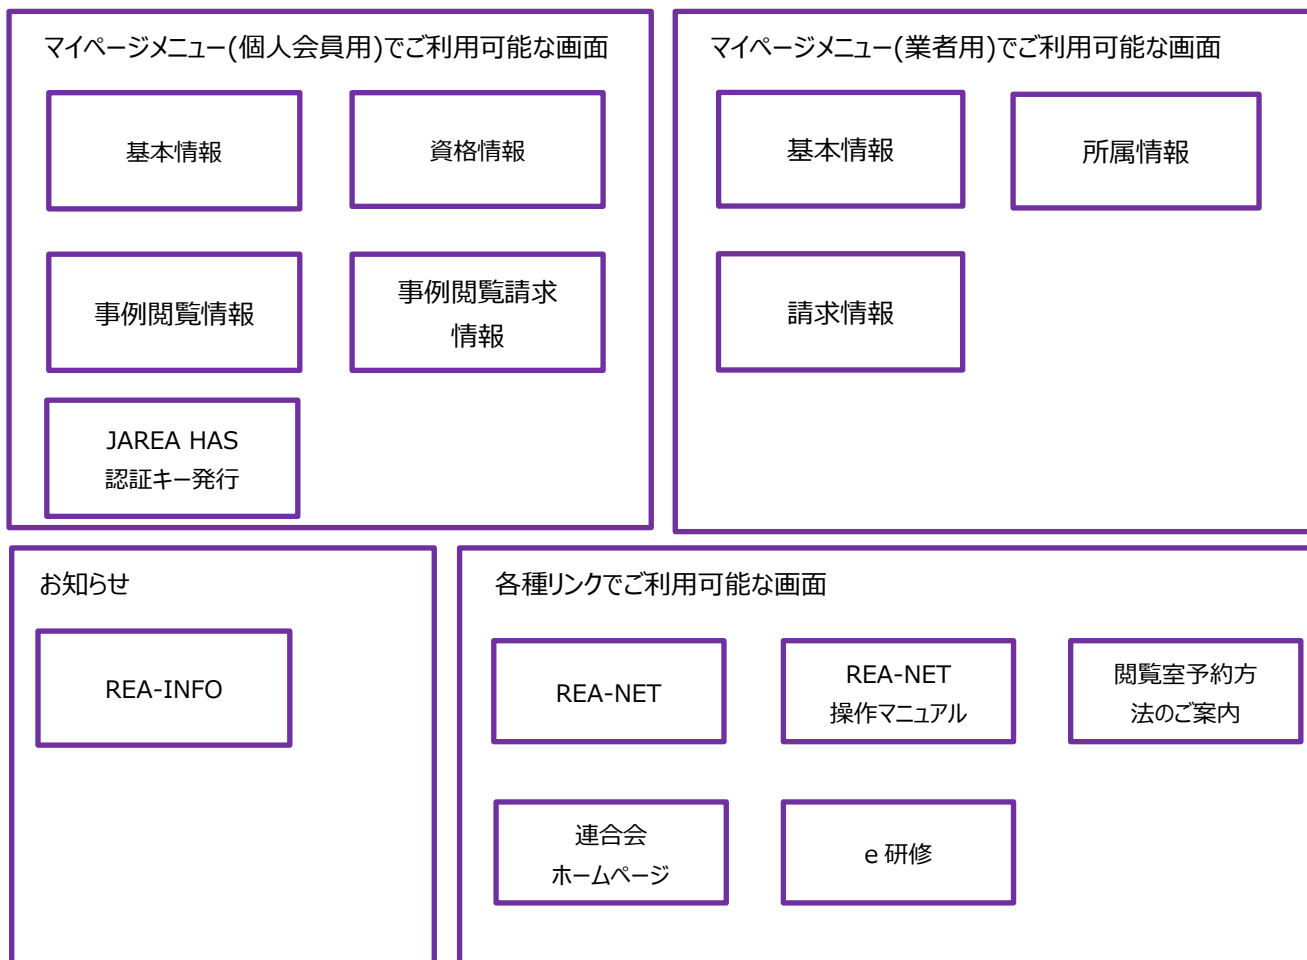 マイページメニュー(個人会員用)でご利用可能な画面
基本情報
資格情報
事例閲覧情報
事例閲覧請求
情報
JAREA HAS
認証キー発行
マイページメニュー(業者用)でご利用可能な画面
基本情報
所属情報
請求情報
お知らせ
REA-INFO
各種リンクでご利用可能な画面
REA-NET
REA-NET
操作マニュアル
閲覧室予約方
法のご案内
連合会
ホームページ
e 研修